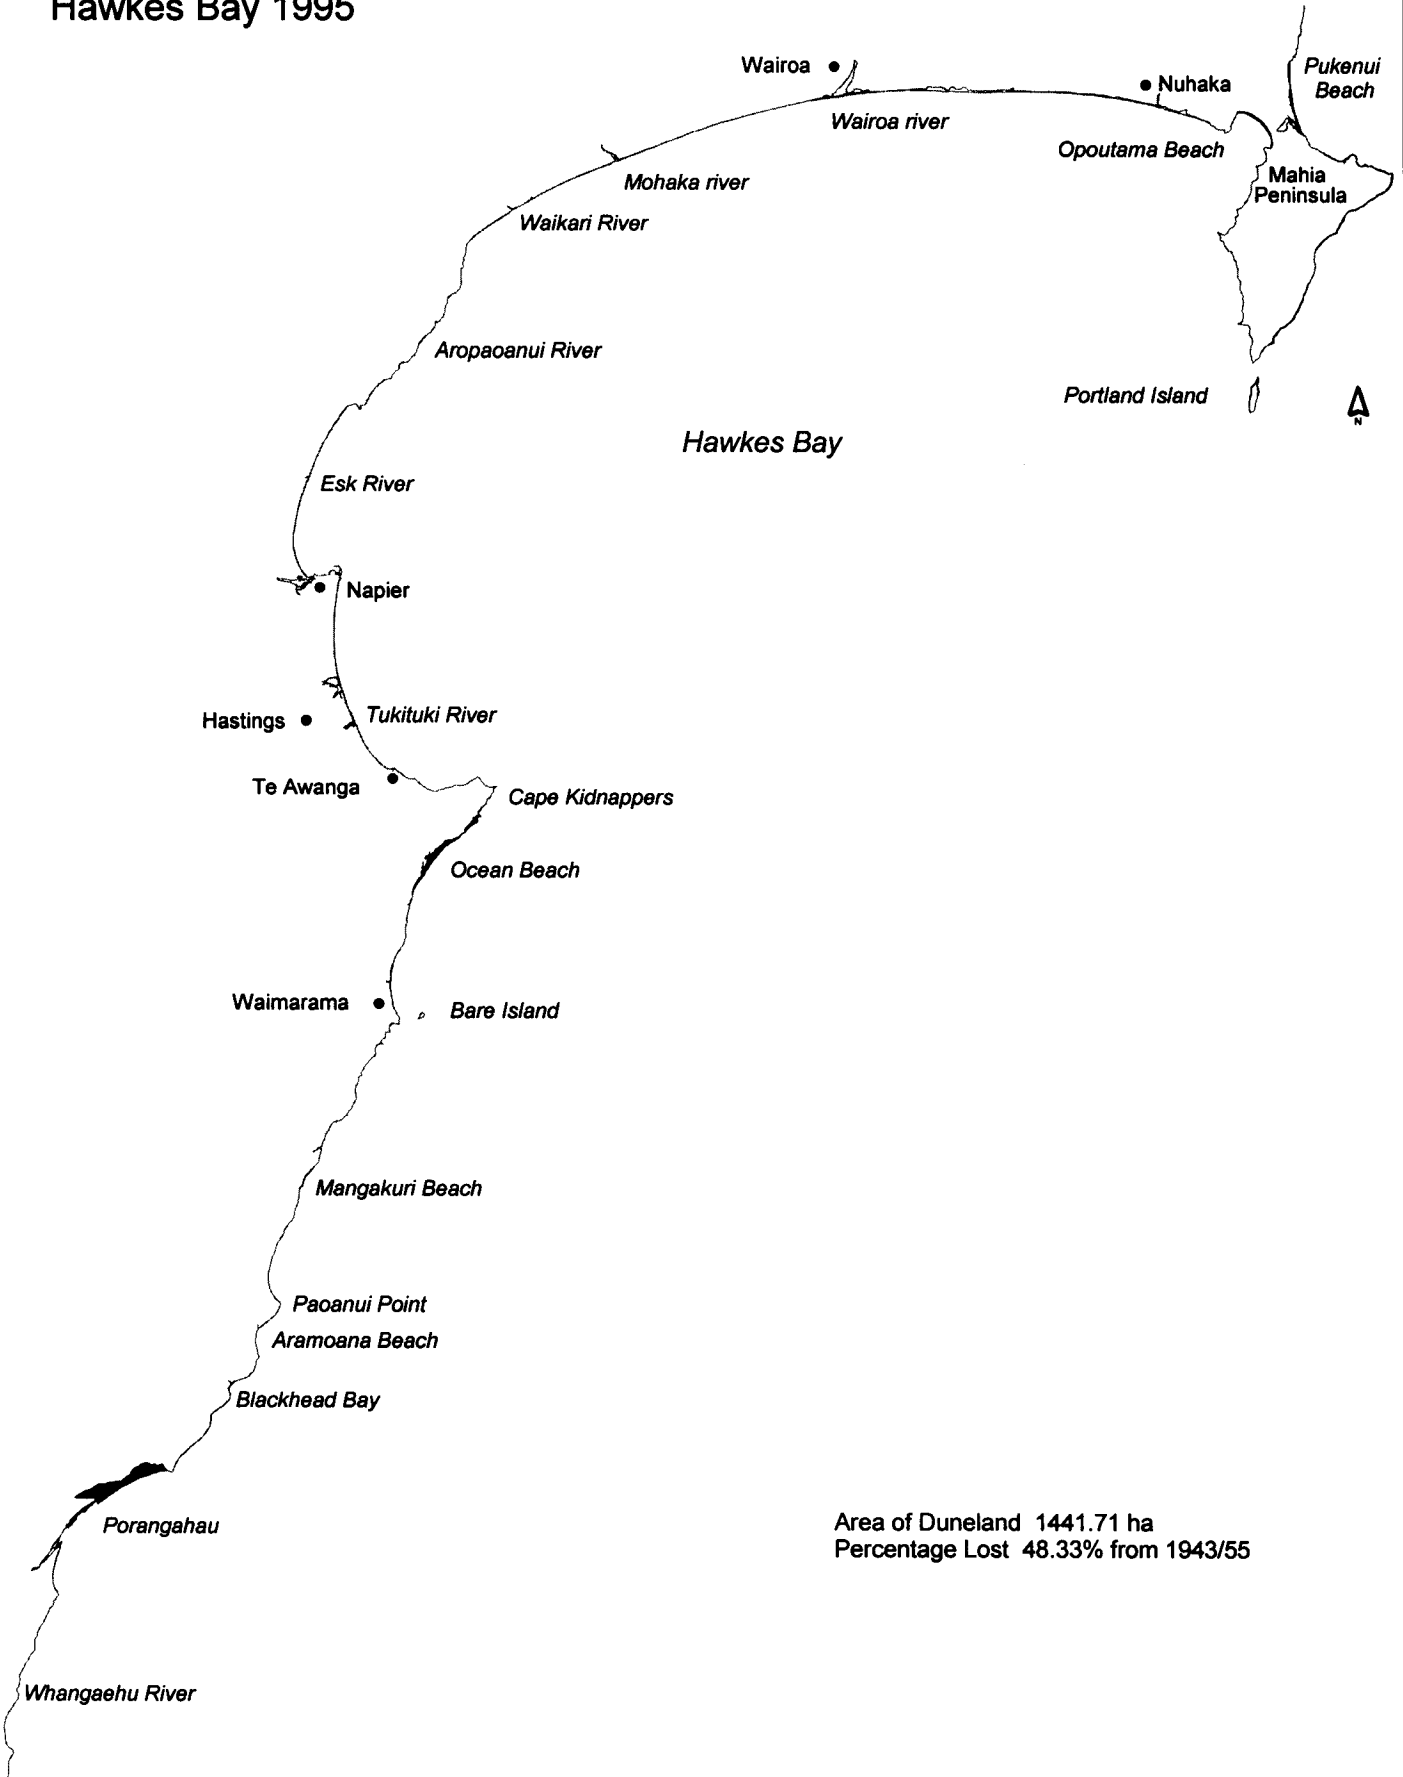 Hawkes Bay 1995
Wairoa
Nuhaka
Pukenui
Beach
Wairoa river
Opoutama Beach
Mahia
Peninsula
Mohaka river
Waikari River
Aropaoanui River
Portland Island
N
Hawkes Bay
Esk River
Napier
Hastings
Tukituki River
Te Awanga
Cape Kidnappers
Ocean Beach
Waimarama
Bare Island
Mangakuri Beach
Paoanui Point
Aramoana Beach
Blackhead Bay
Porangahau
Area of Duneland 1441.71 ha
Percentage Lost 48.33% from 1943/55
Whangaehu River